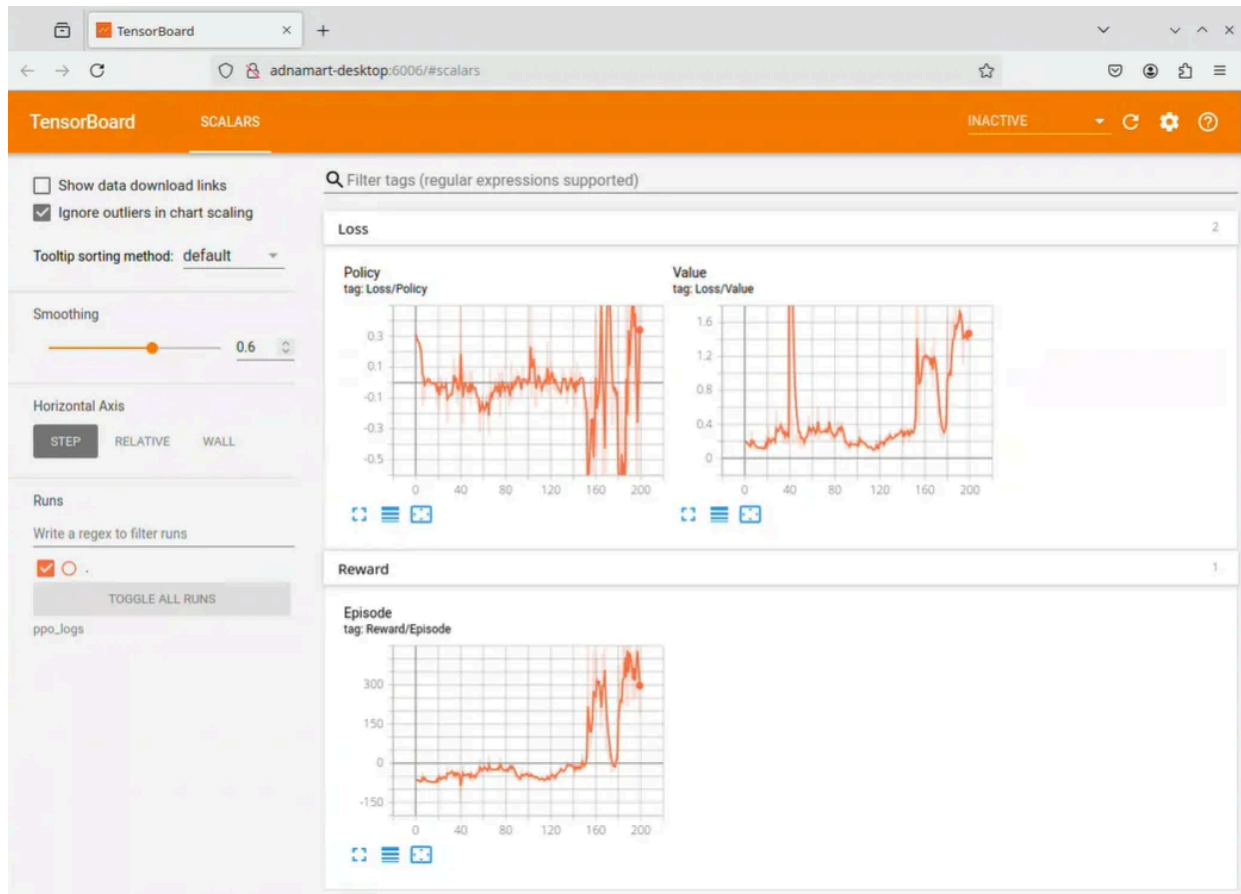 TensorBoard
adnamart-desktop:6006/#scalars
TensorBoard SCALARS INACTIVE
Show data download links
Ignore outliers in chart scaling
Tooltip sorting method: default
Smoothing
0.6
Horizontal Axis
STEP RELATIVE WALL
Runs
Write a regex to filter runs
.
TOGGLE ALL RUNS
ppo_logs
Filter tags (regular expressions supported)
Loss 2
Policy
tag: Loss/Policy
0.3
0.1
-0.1
-0.3
-0.5
0 40 80 120 160 200
Value
tag: Loss/Value
1.6
1.2
0.8
0.4
0
0 40 80 120 160 200
Reward 1
Episode
tag: Reward/Episode
300
150
0
-150
0 40 80 120 160 200